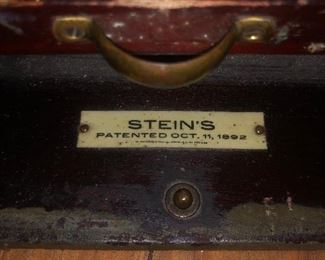 STEIN'S
PATENTED OCT. 11, 1892